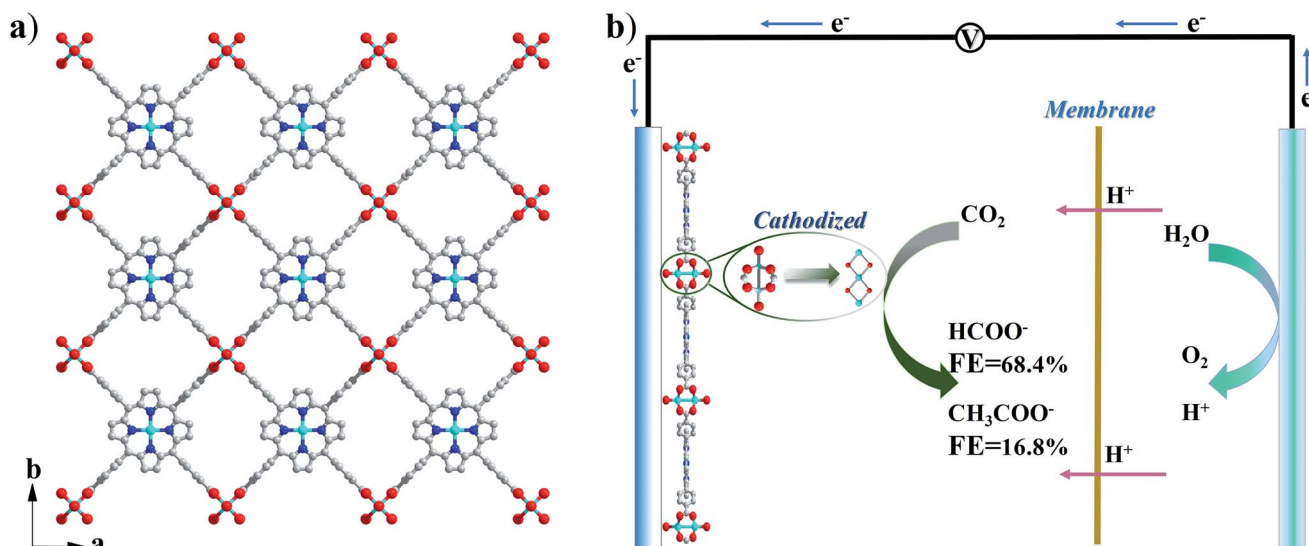 a)
b
a
b)
e⁻
e⁻
V
e⁻
e
Membrane
Cathodized
CO₂
H⁺
H₂O
HCOO⁻
FE=68.4%
O₂
CH₃COO⁻
FE=16.8%
H⁺
H⁺